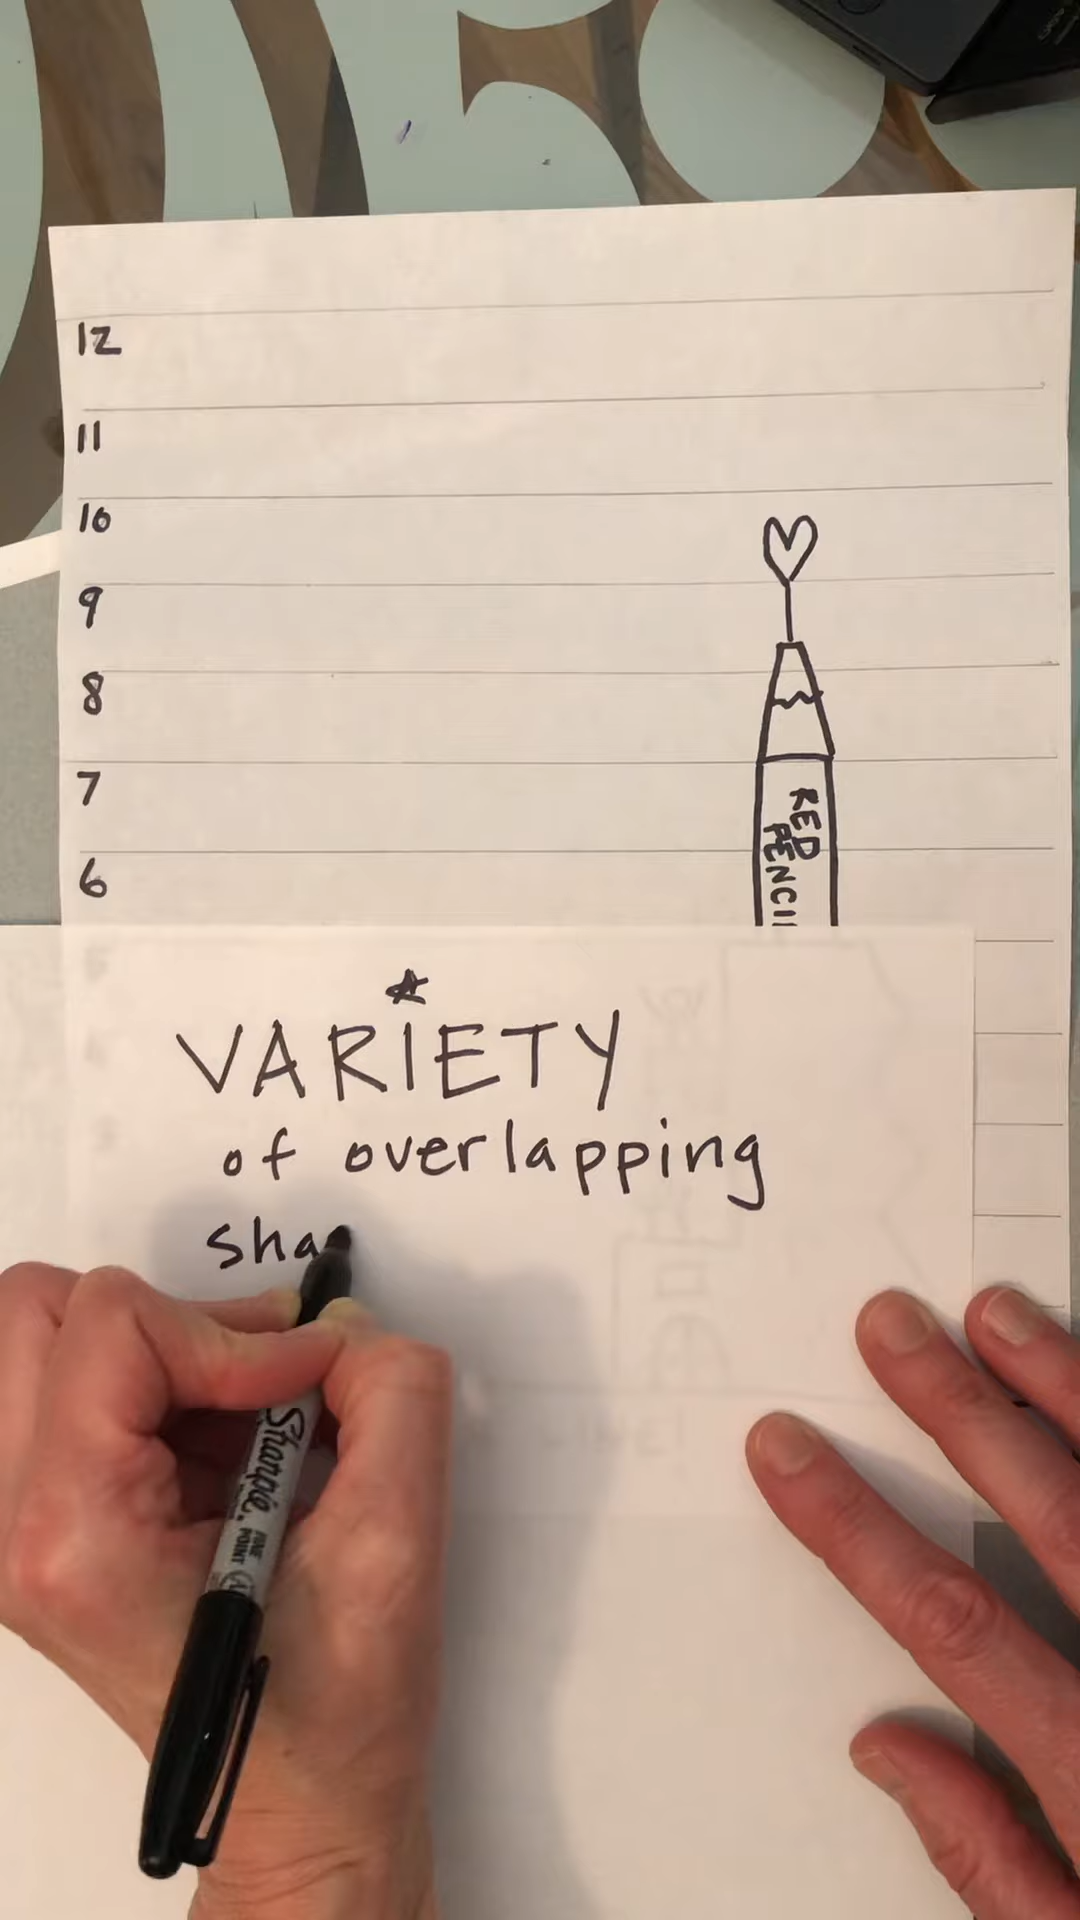 12
11
10
9
8
7
6
RED
PENCI
VARIETY
of overlapping
sha
Sharpie
FINE
POINT